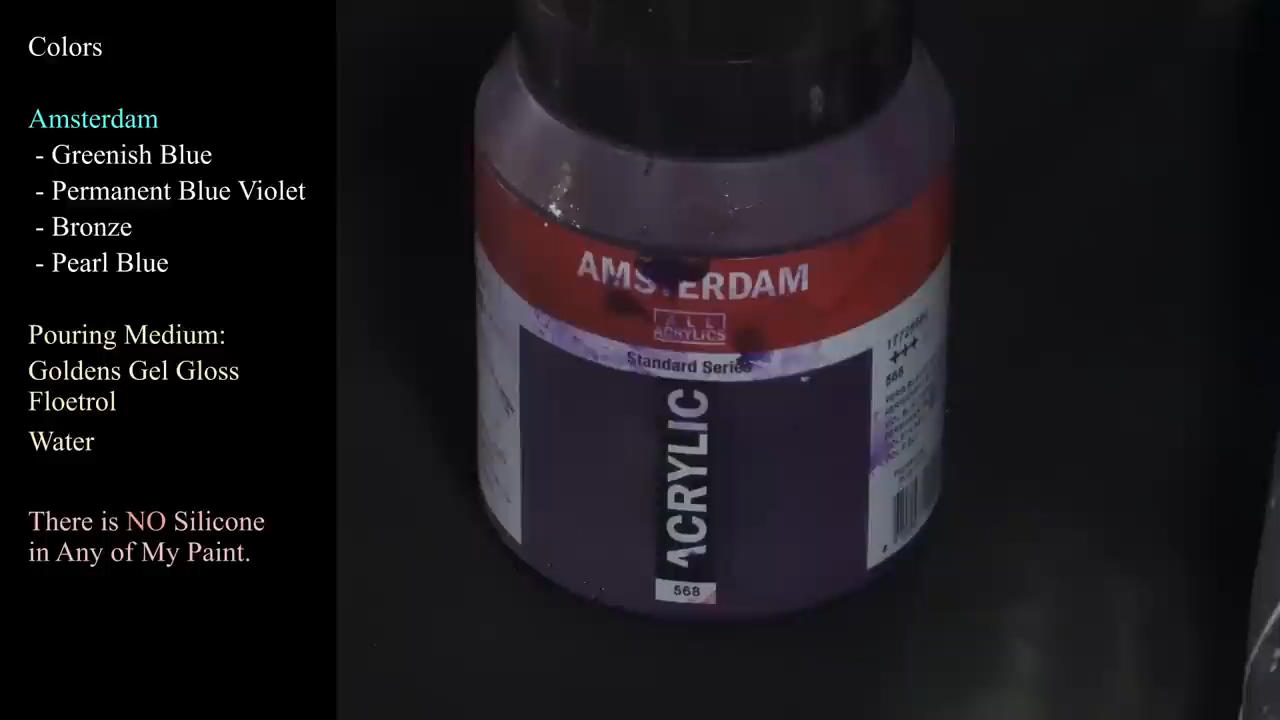 Colors
Amsterdam
- Greenish Blue
- Permanent Blue Violet
- Bronze
- Pearl Blue
Pouring Medium:
Goldens Gel Gloss
Floetrol
Water
There is NO Silicone
in Any of My Paint.
AMSTERDAM
ALL
ACRYLICS
Standard Series
ACRYLIC
568
+++
568